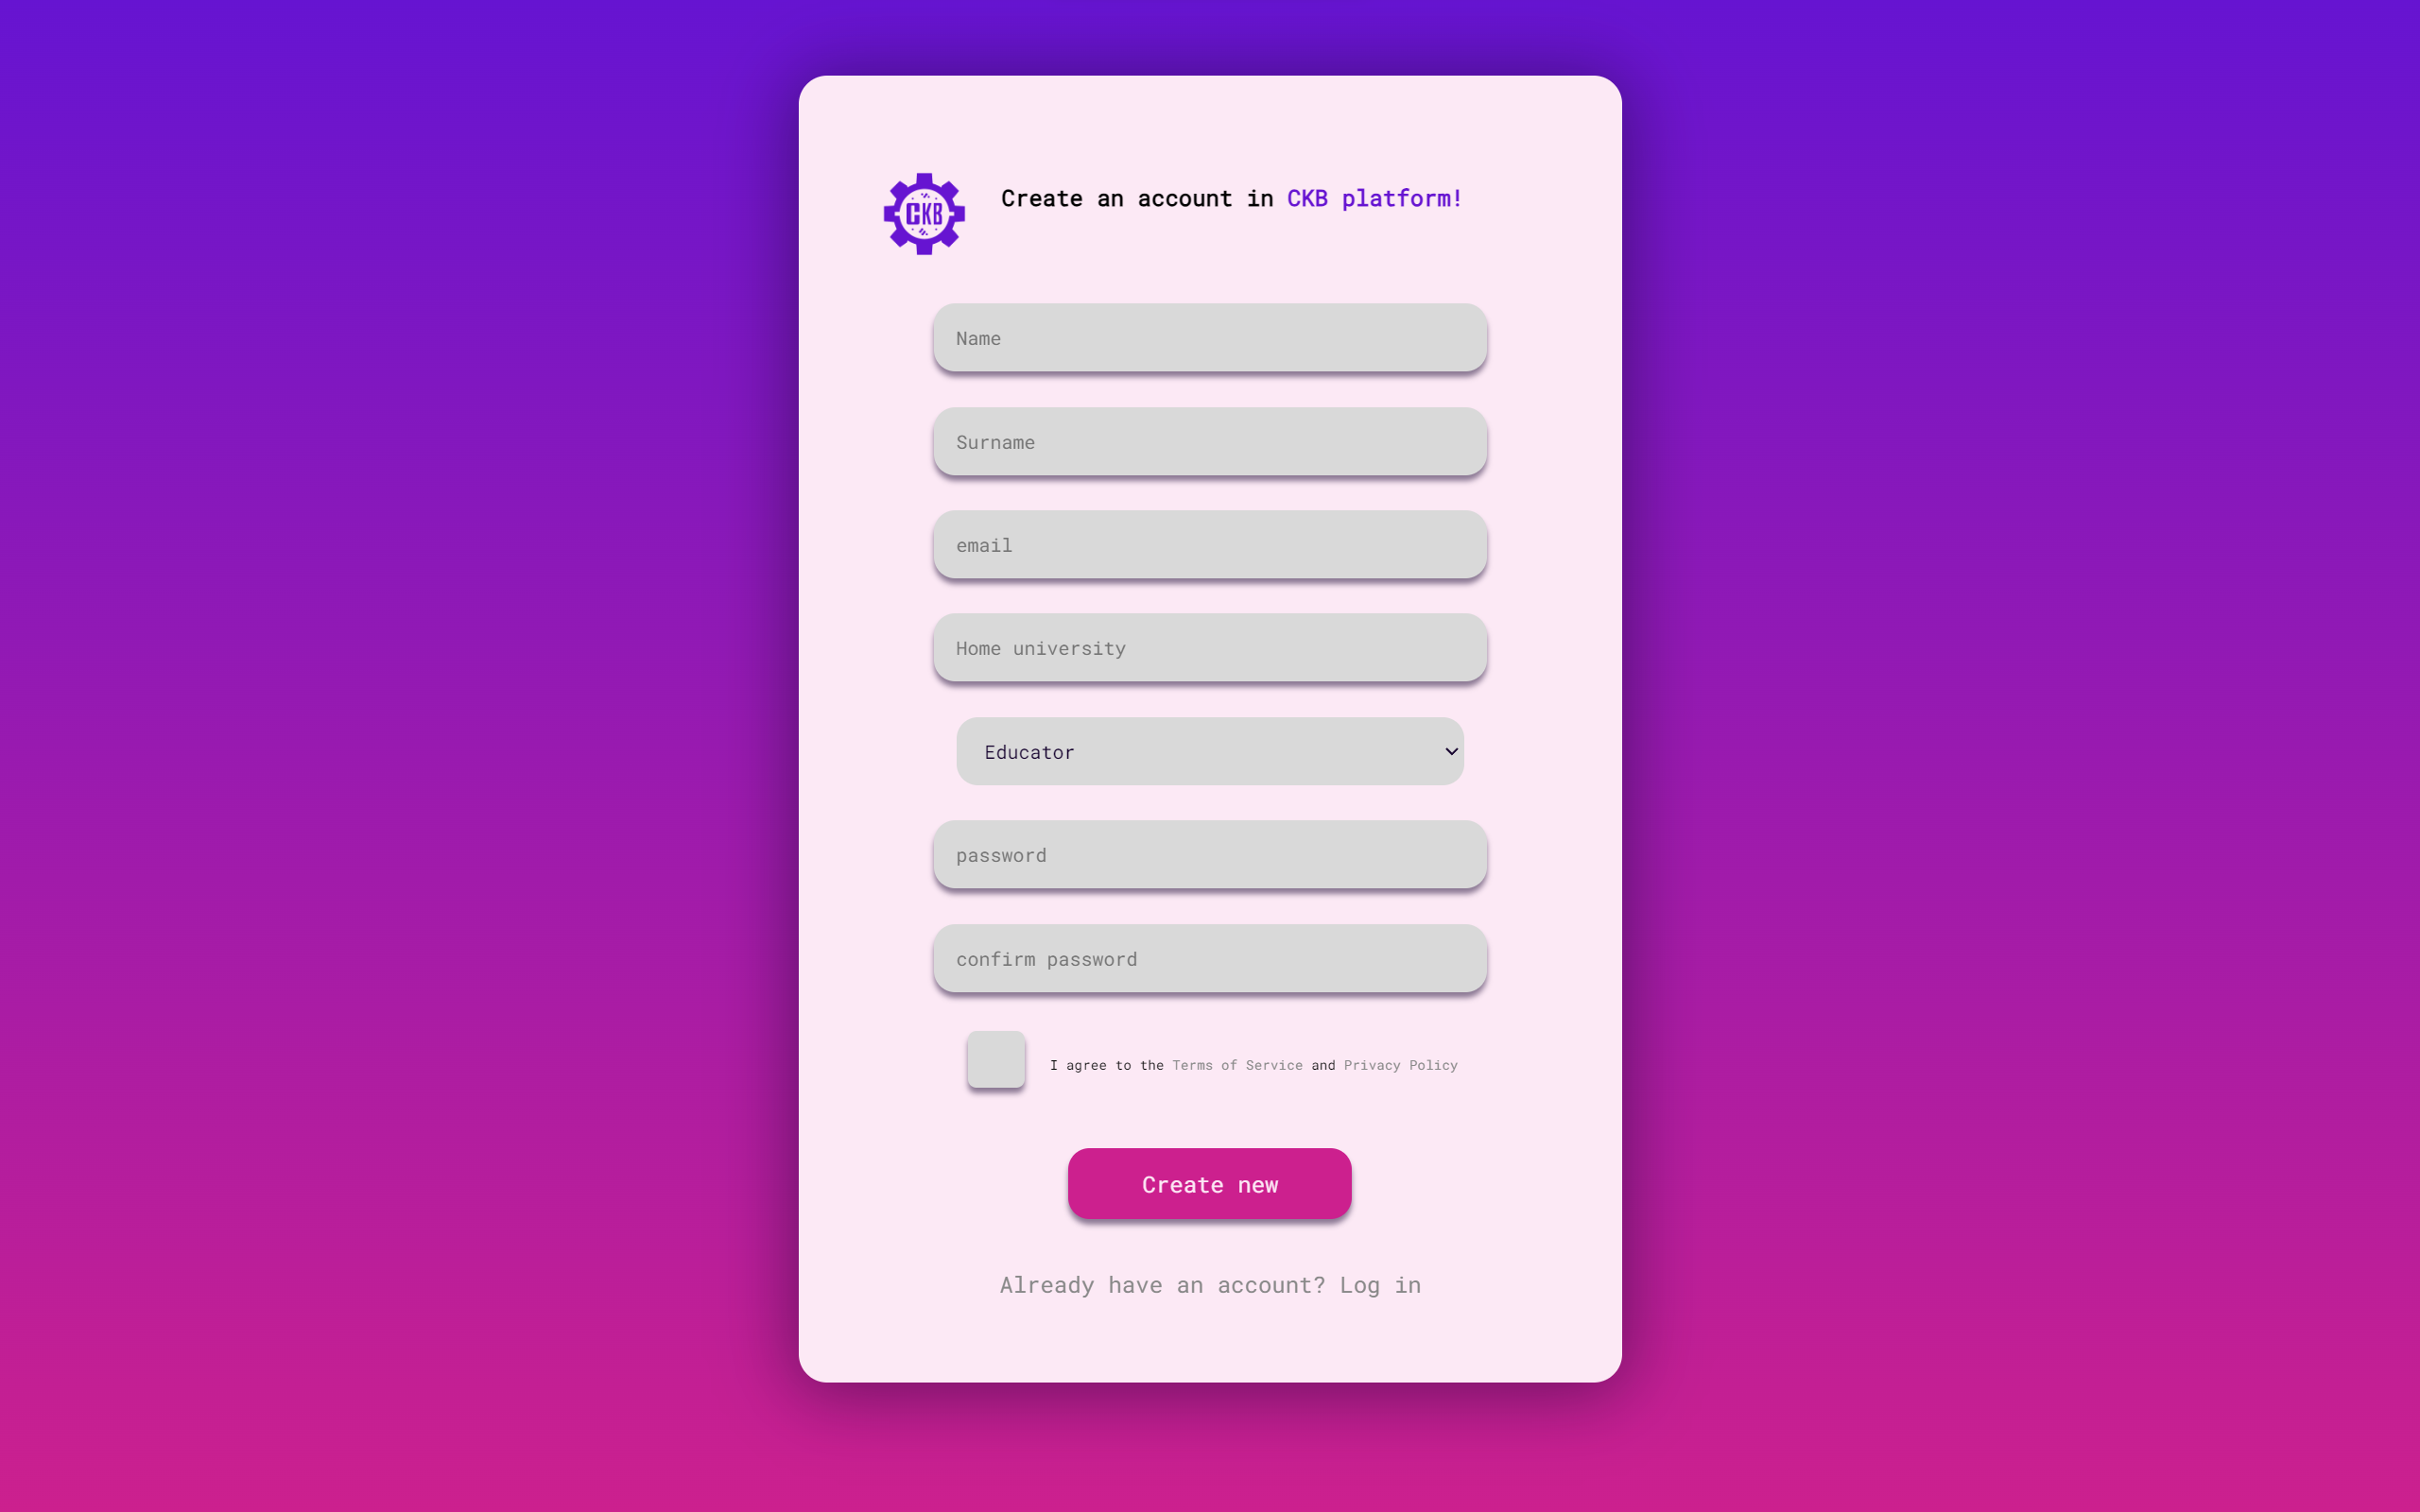 CKB
Create an account in CKB platform!
Name
Surname
email
Home university
Educator
password
confirm password
I agree to the Terms of Service and Privacy Policy
Create new
Already have an account? Log in